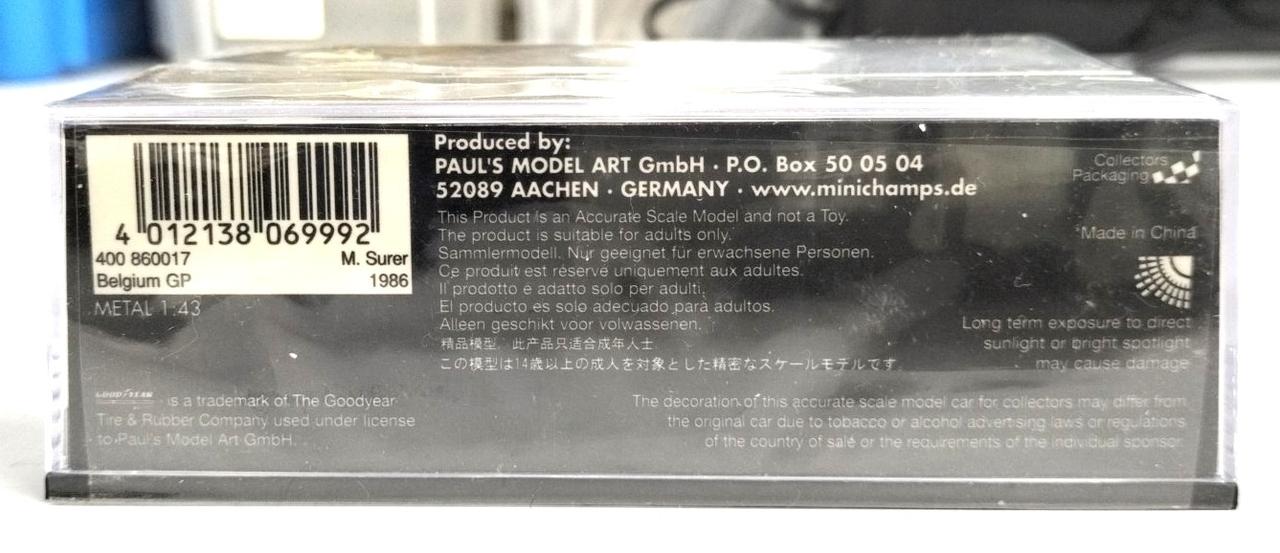 4 012138 069992
400 860017 M. Surer
Belgium GP 1986
METAL 1:43
GOODYEAR is a trademark of The Goodyear
Tire & Rubber Company used under license
to Paul's Model Art GmbH.
Produced by:
PAUL'S MODEL ART GmbH · P.O. Box 50 05 04
52089 AACHEN · GERMANY · www.minichamps.de
This Product is an Accurate Scale Model and not a Toy.
The product is suitable for adults only.
Sammlermodell. Nur geeignet für erwachsene Personen.
Ce produit est réservé uniquement aux adultes.
Il prodotto è adatto solo per adulti.
El producto es solo adecuado para adultos.
Alleen geschikt voor volwassenen.
精品模型，此产品只适合成年人士
この模型は14歳以上の成人を対象とした精密なスケールモデルです。
Collectors
Packaging
Made in China
Long term exposure to direct
sunlight or bright spotlight
may cause damage
The decoration of this accurate scale model car for collectors may differ from
the original car due to tobacco or alcohol advertising laws or regulations
of the country of sale or the requirements of the individual sponsor.